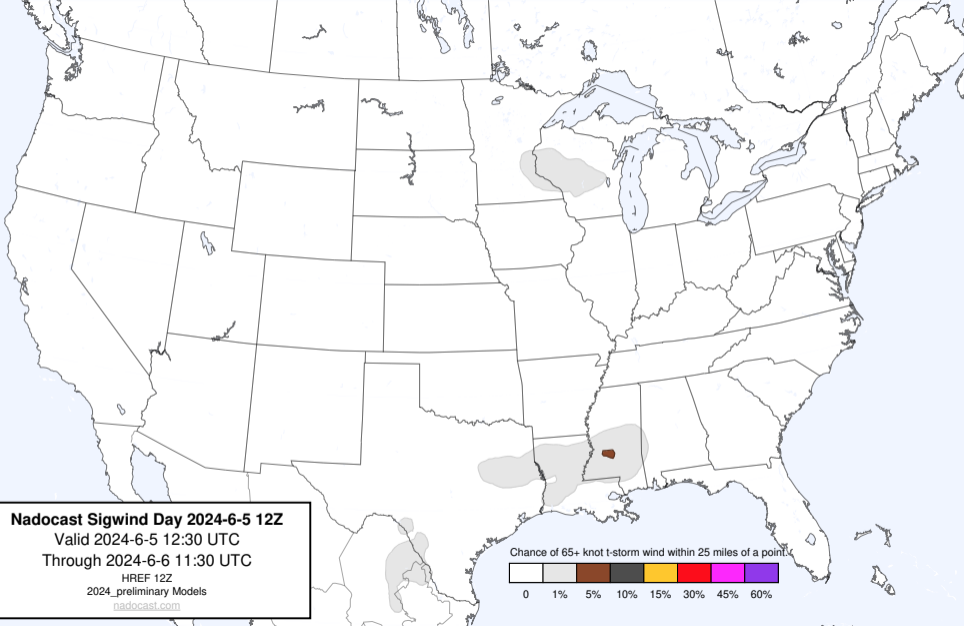 Nadocast Sigwind Day 2024-6-5 12Z
Valid 2024-6-5 12:30 UTC
Through 2024-6-6 11:30 UTC
HREF 12Z
2024_preliminary Models
nadocast.com
Chance of 65+ knot t-storm wind within 25 miles of a point.
0 1% 5% 10% 15% 30% 45% 60%